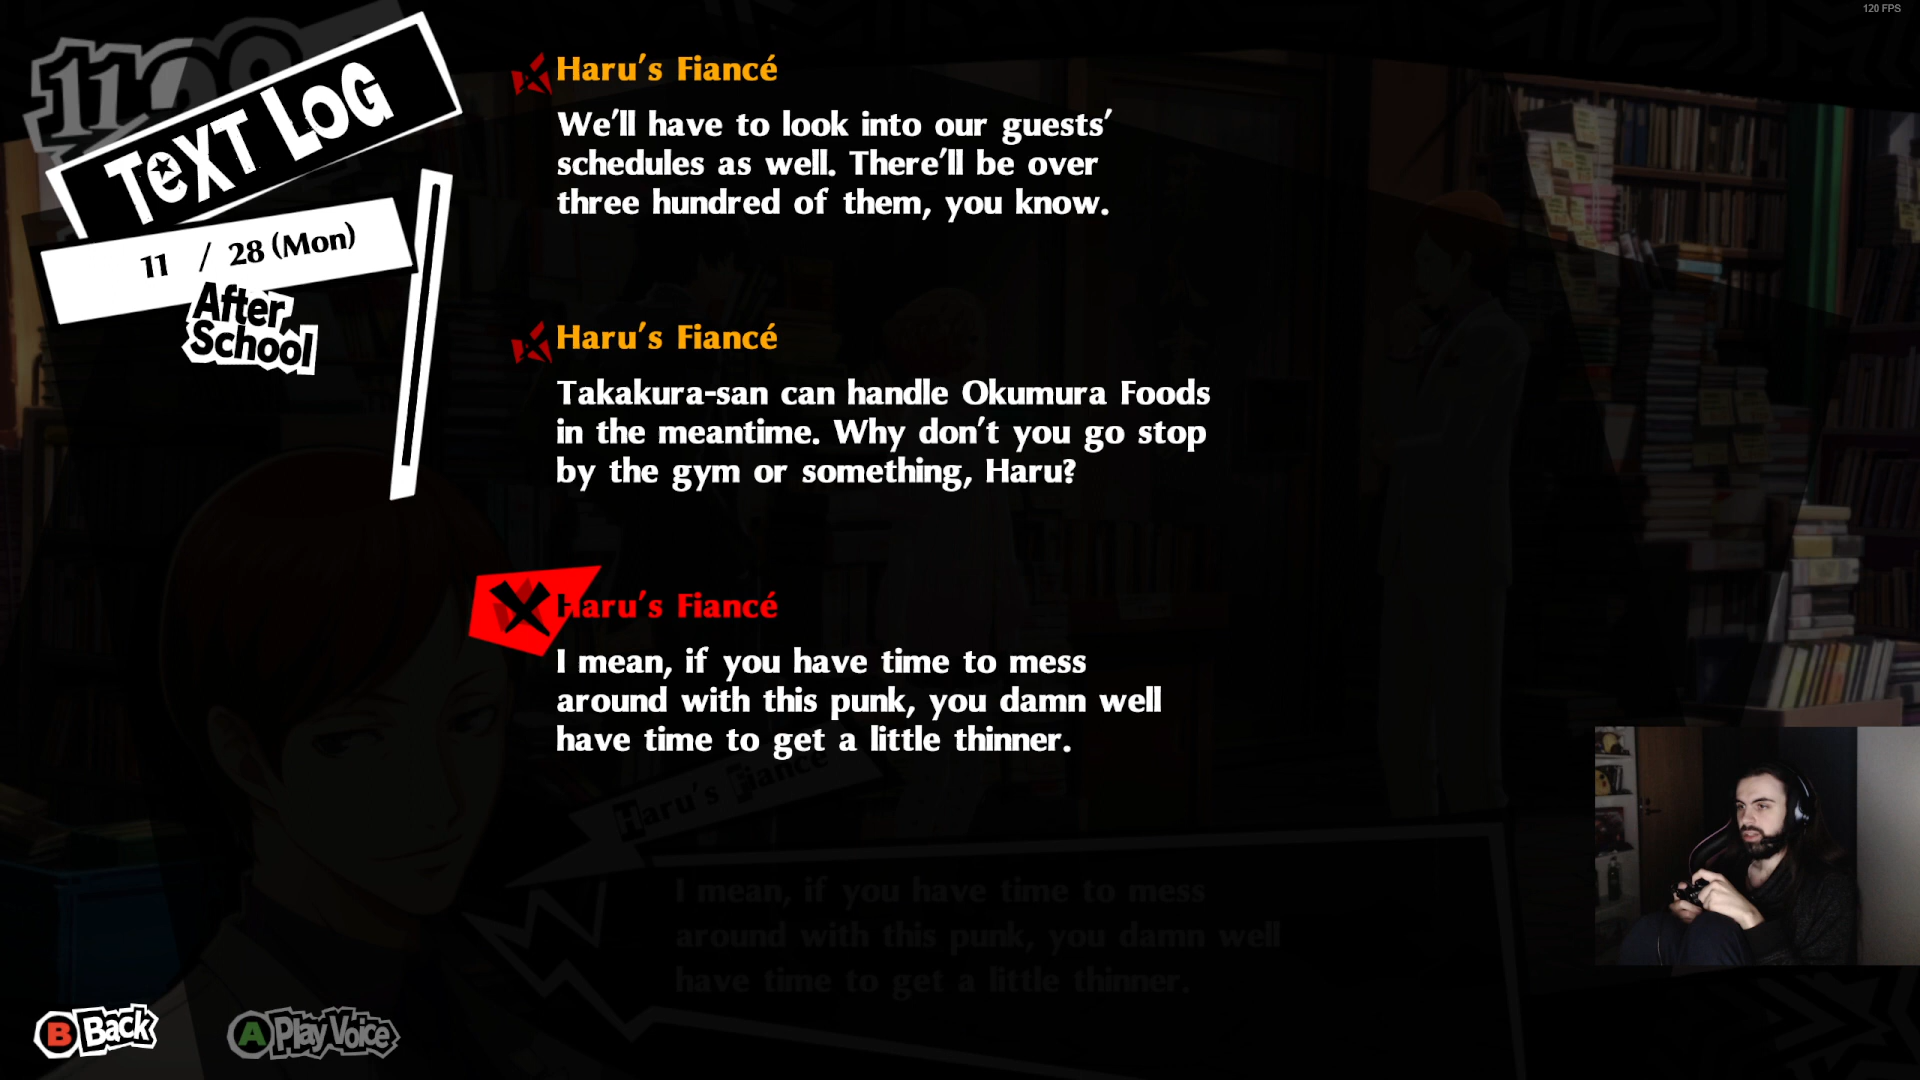 120 FPS
11
TeXT LOG
11 / 28 (Mon)
After School
Haru's Fiancé
We'll have to look into our guests'
schedules as well. There'll be over
three hundred of them, you know.
Haru's Fiancé
Takakura-san can handle Okumura Foods
in the meantime. Why don't you go stop
by the gym or something, Haru?
Haru's Fiancé
I mean, if you have time to mess
around with this punk, you damn well
have time to get a little thinner.
Haru's Fiancé
I mean, if you have time to mess
around with this punk, you damn well
have time to get a little thinner.
B Back
A Play Voice